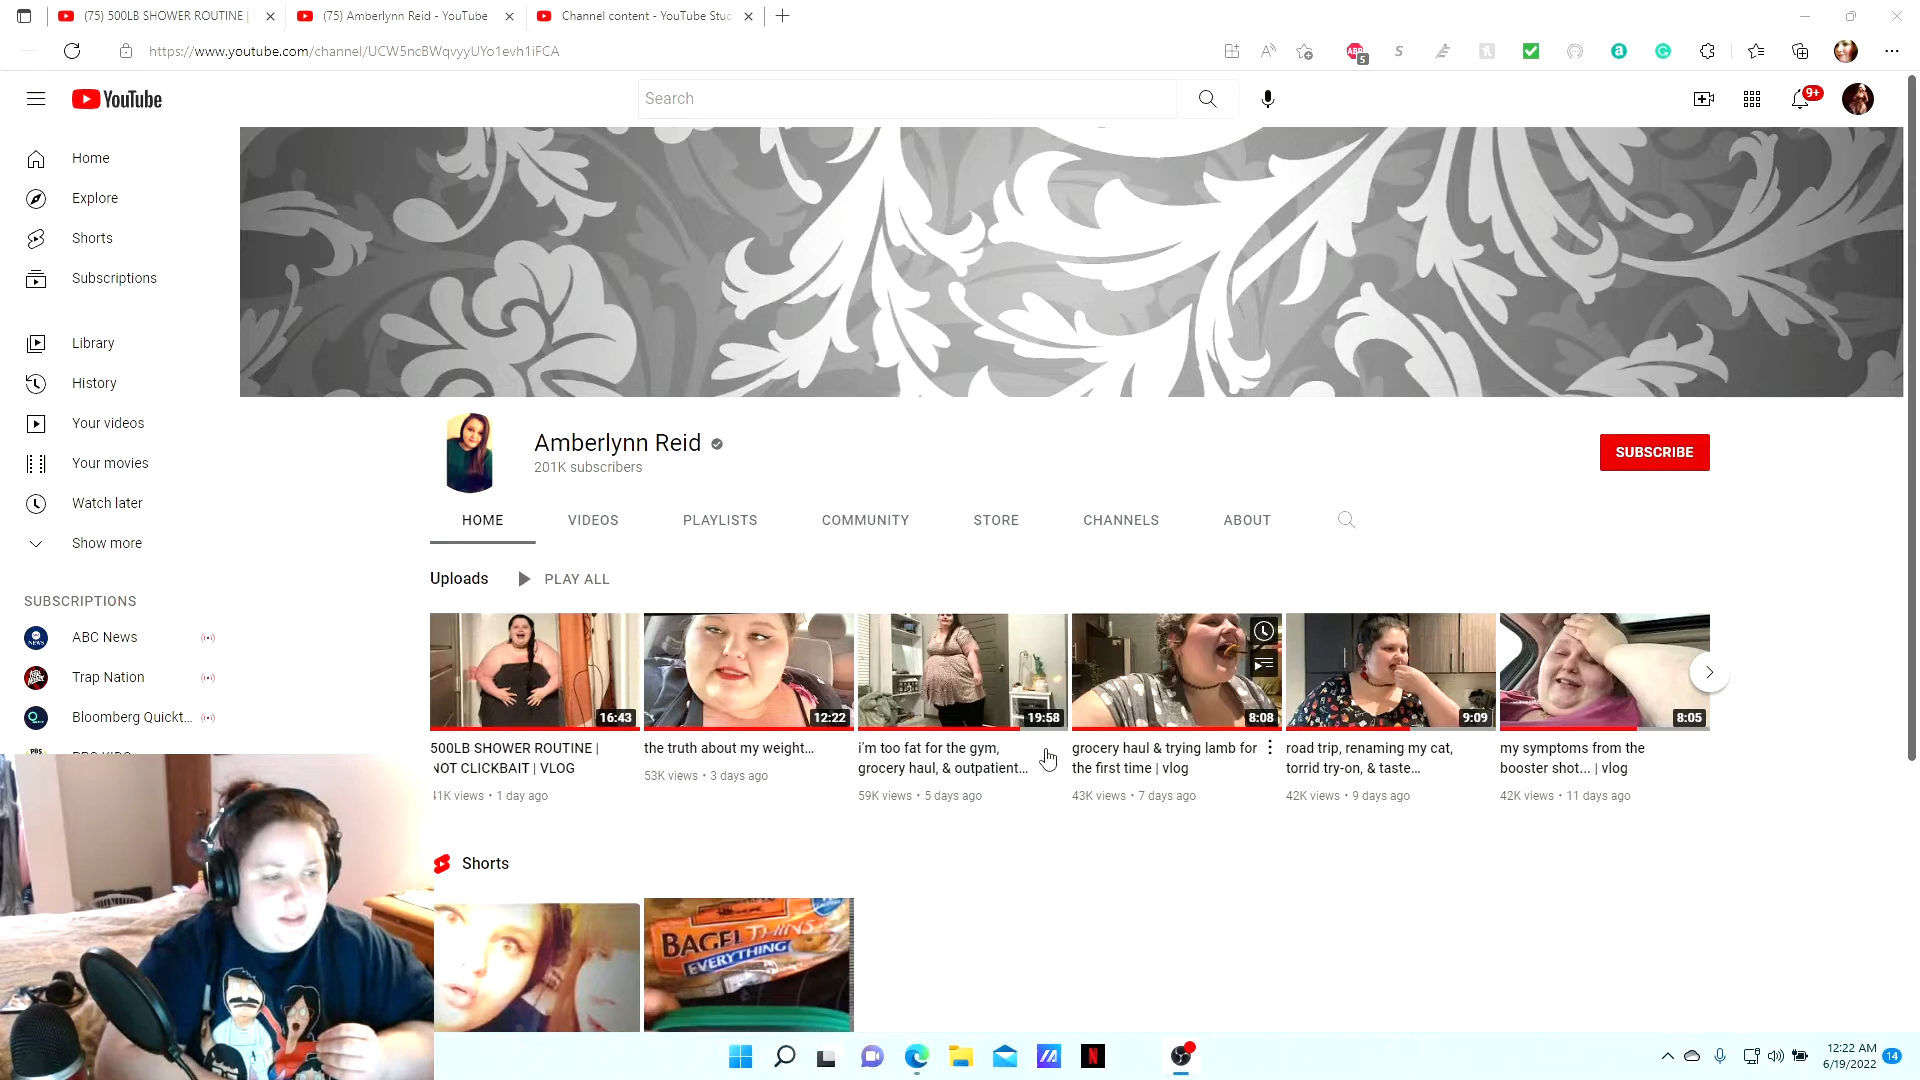 (75) 500LB SHOWER ROUTINE |
(75) Amberlynn Reid - YouTube
Channel content - YouTube Stud
https://www.youtube.com/channel/UCW5ncBWqvyyUYo1evh1iFCA
ABP
5
YouTube
Search
9+
Home
Explore
Shorts
Subscriptions
Library
History
Your videos
Your movies
Watch later
Show more
SUBSCRIPTIONS
ABC News
Trap Nation
Bloomberg Quickt...
Amberlynn Reid
201K subscribers
SUBSCRIBE
HOME
VIDEOS
PLAYLISTS
COMMUNITY
STORE
CHANNELS
ABOUT
Uploads
PLAY ALL
16:43
12:22
19:58
8:08
9:09
8:05
500LB SHOWER ROUTINE |
NOT CLICKBAIT | VLOG
41K views • 1 day ago
the truth about my weight...
53K views • 3 days ago
i'm too fat for the gym,
grocery haul, & outpatient...
59K views • 5 days ago
grocery haul & trying lamb for
the first time | vlog
43K views • 7 days ago
road trip, renaming my cat,
torrid try-on, & taste...
42K views • 9 days ago
my symptoms from the
booster shot... | vlog
42K views • 11 days ago
Shorts
BAGEL THINS
EVERYTHING
12:22 AM
6/19/2022
14